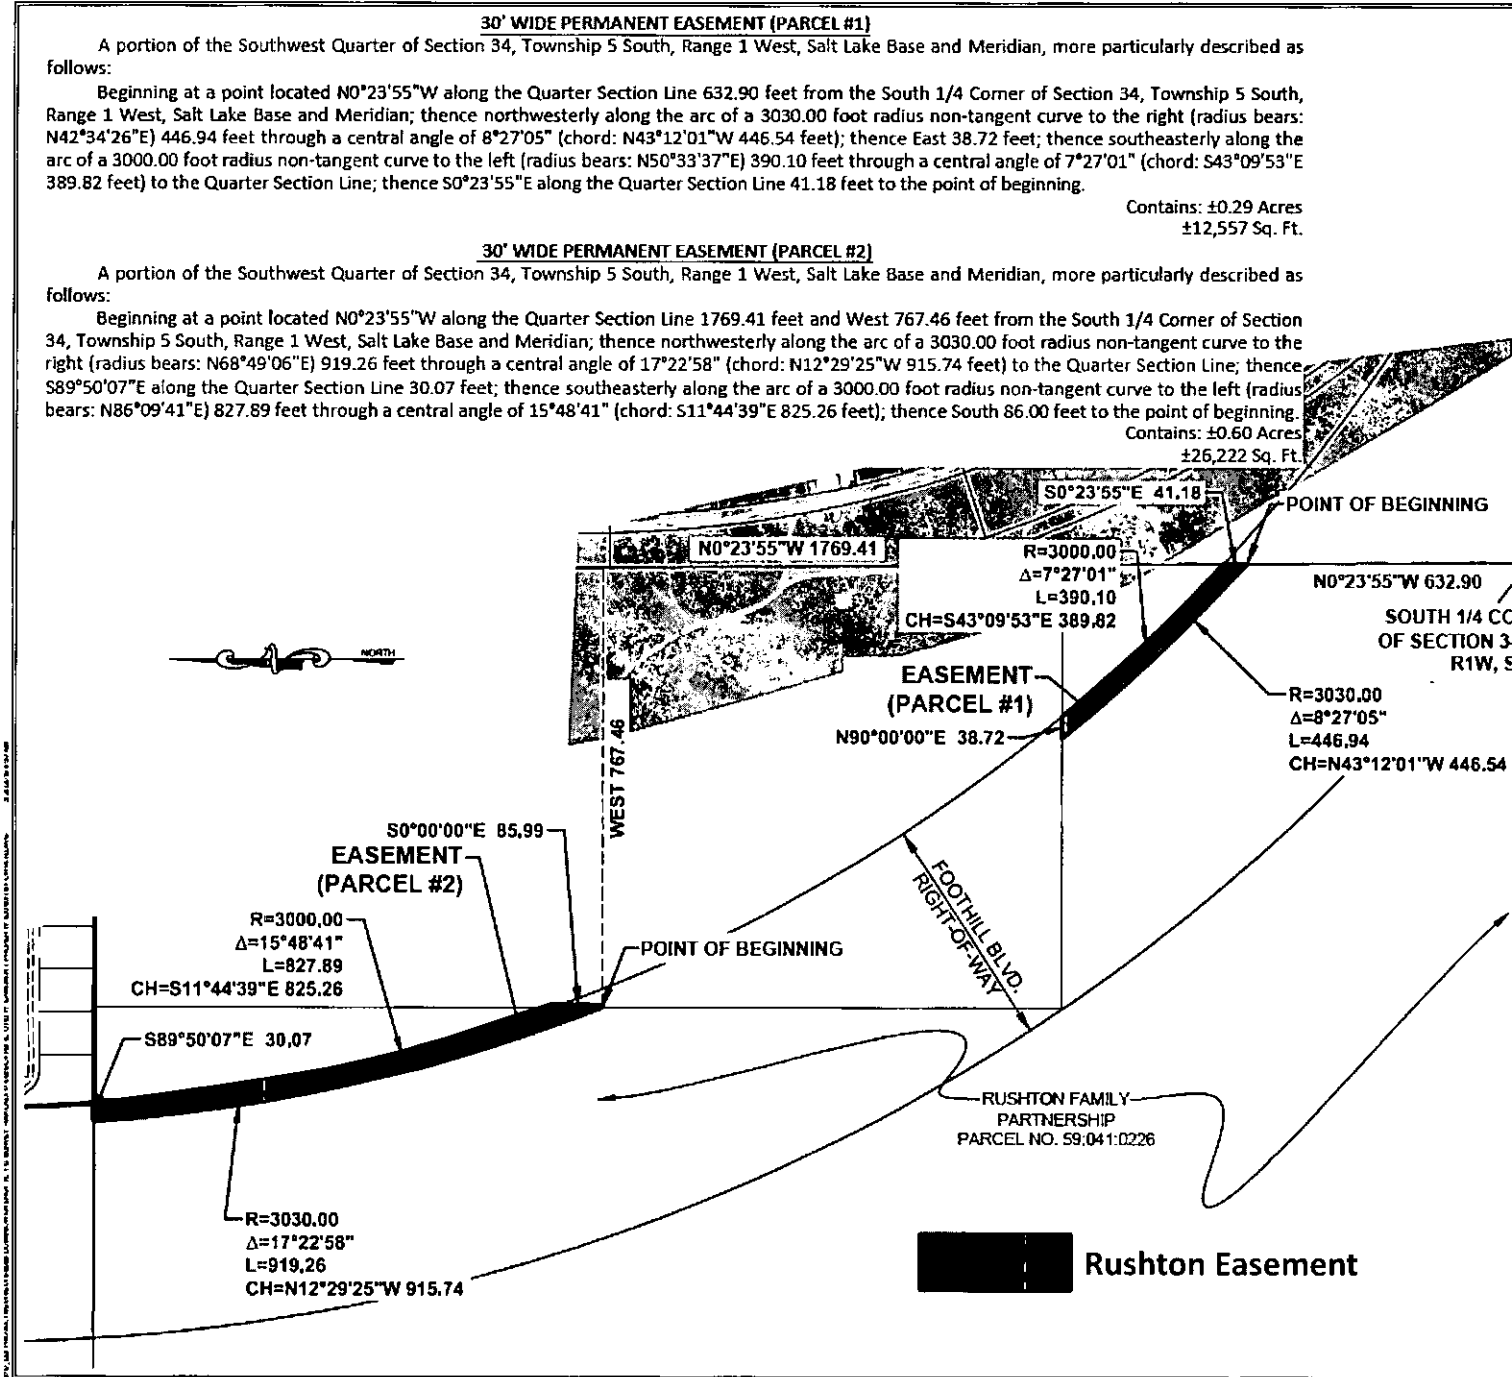 30' WIDE PERMANENT EASEMENT (PARCEL #1)
A portion of the Southwest Quarter of Section 34, Township 5 South, Range 1 West, Salt Lake Base and Meridian, more particularly described as
follows:
Beginning at a point located N0°23'55"W along the Quarter Section Line 632.90 feet from the South 1/4 Corner of Section 34, Township 5 South,
Range 1 West, Salt Lake Base and Meridian; thence northwesterly along the arc of a 3030.00 foot radius non-tangent curve to the right (radius bears:
N42°34'26"E) 446.94 feet through a central angle of 8°27'05" (chord: N43°12'01"W 446.54 feet); thence East 38.72 feet; thence southeasterly along the
arc of a 3000.00 foot radius non-tangent curve to the left (radius bears: N50°33'37"E) 390.10 feet through a central angle of 7°27'01" (chord: S43°09'53"E
389.82 feet) to the Quarter Section Line; thence S0°23'55"E along the Quarter Section Line 41.18 feet to the point of beginning.
Contains: ±0.29 Acres
±12,557 Sq. Ft.
30' WIDE PERMANENT EASEMENT (PARCEL #2)
A portion of the Southwest Quarter of Section 34, Township 5 South, Range 1 West, Salt Lake Base and Meridian, more particularly described as
follows:
Beginning at a point located N0°23'55"W along the Quarter Section Line 1769.41 feet and West 767.46 feet from the South 1/4 Corner of Section
34, Township 5 South, Range 1 West, Salt Lake Base and Meridian; thence northwesterly along the arc of a 3030.00 foot radius non-tangent curve to the
right (radius bears: N68°49'06"E) 919.26 feet through a central angle of 17°22'58" (chord: N12°29'25"W 915.74 feet) to the Quarter Section Line; thence
S89°50'07"E along the Quarter Section Line 30.07 feet; thence southeasterly along the arc of a 3000.00 foot radius non-tangent curve to the left (radius
bears: N86°09'41"E) 827.89 feet through a central angle of 15°48'41" (chord: S11°44'39"E 825.26 feet); thence South 86.00 feet to the point of beginning.
Contains: ±0.60 Acres
±26,222 Sq. Ft.
S0°23'55"E 41.18
POINT OF BEGINNING
N0°23'55"W 1769.41
R=3000.00
Δ=7°27'01"
L=390.10
CH=S43°09'53"E 389.82
N0°23'55"W 632.90
SOUTH 1/4 CO
OF SECTION 3
R1W, S
NORTH
EASEMENT
(PARCEL #1)
N90°00'00"E 38.72
R=3030.00
Δ=8°27'05"
L=446.94
CH=N43°12'01"W 446.54
WEST 767.46
S0°00'00"E 85.99
EASEMENT
(PARCEL #2)
R=3000.00
Δ=15°48'41"
L=827.89
CH=S11°44'39"E 825.26
POINT OF BEGINNING
FOOTHILL BLVD.
RIGHT-OF-WAY
S89°50'07"E 30.07
RUSHTON FAMILY
PARTNERSHIP
PARCEL NO. 59:041:0226
R=3030.00
Δ=17°22'58"
L=919.26
CH=N12°29'25"W 915.74
Rushton Easement